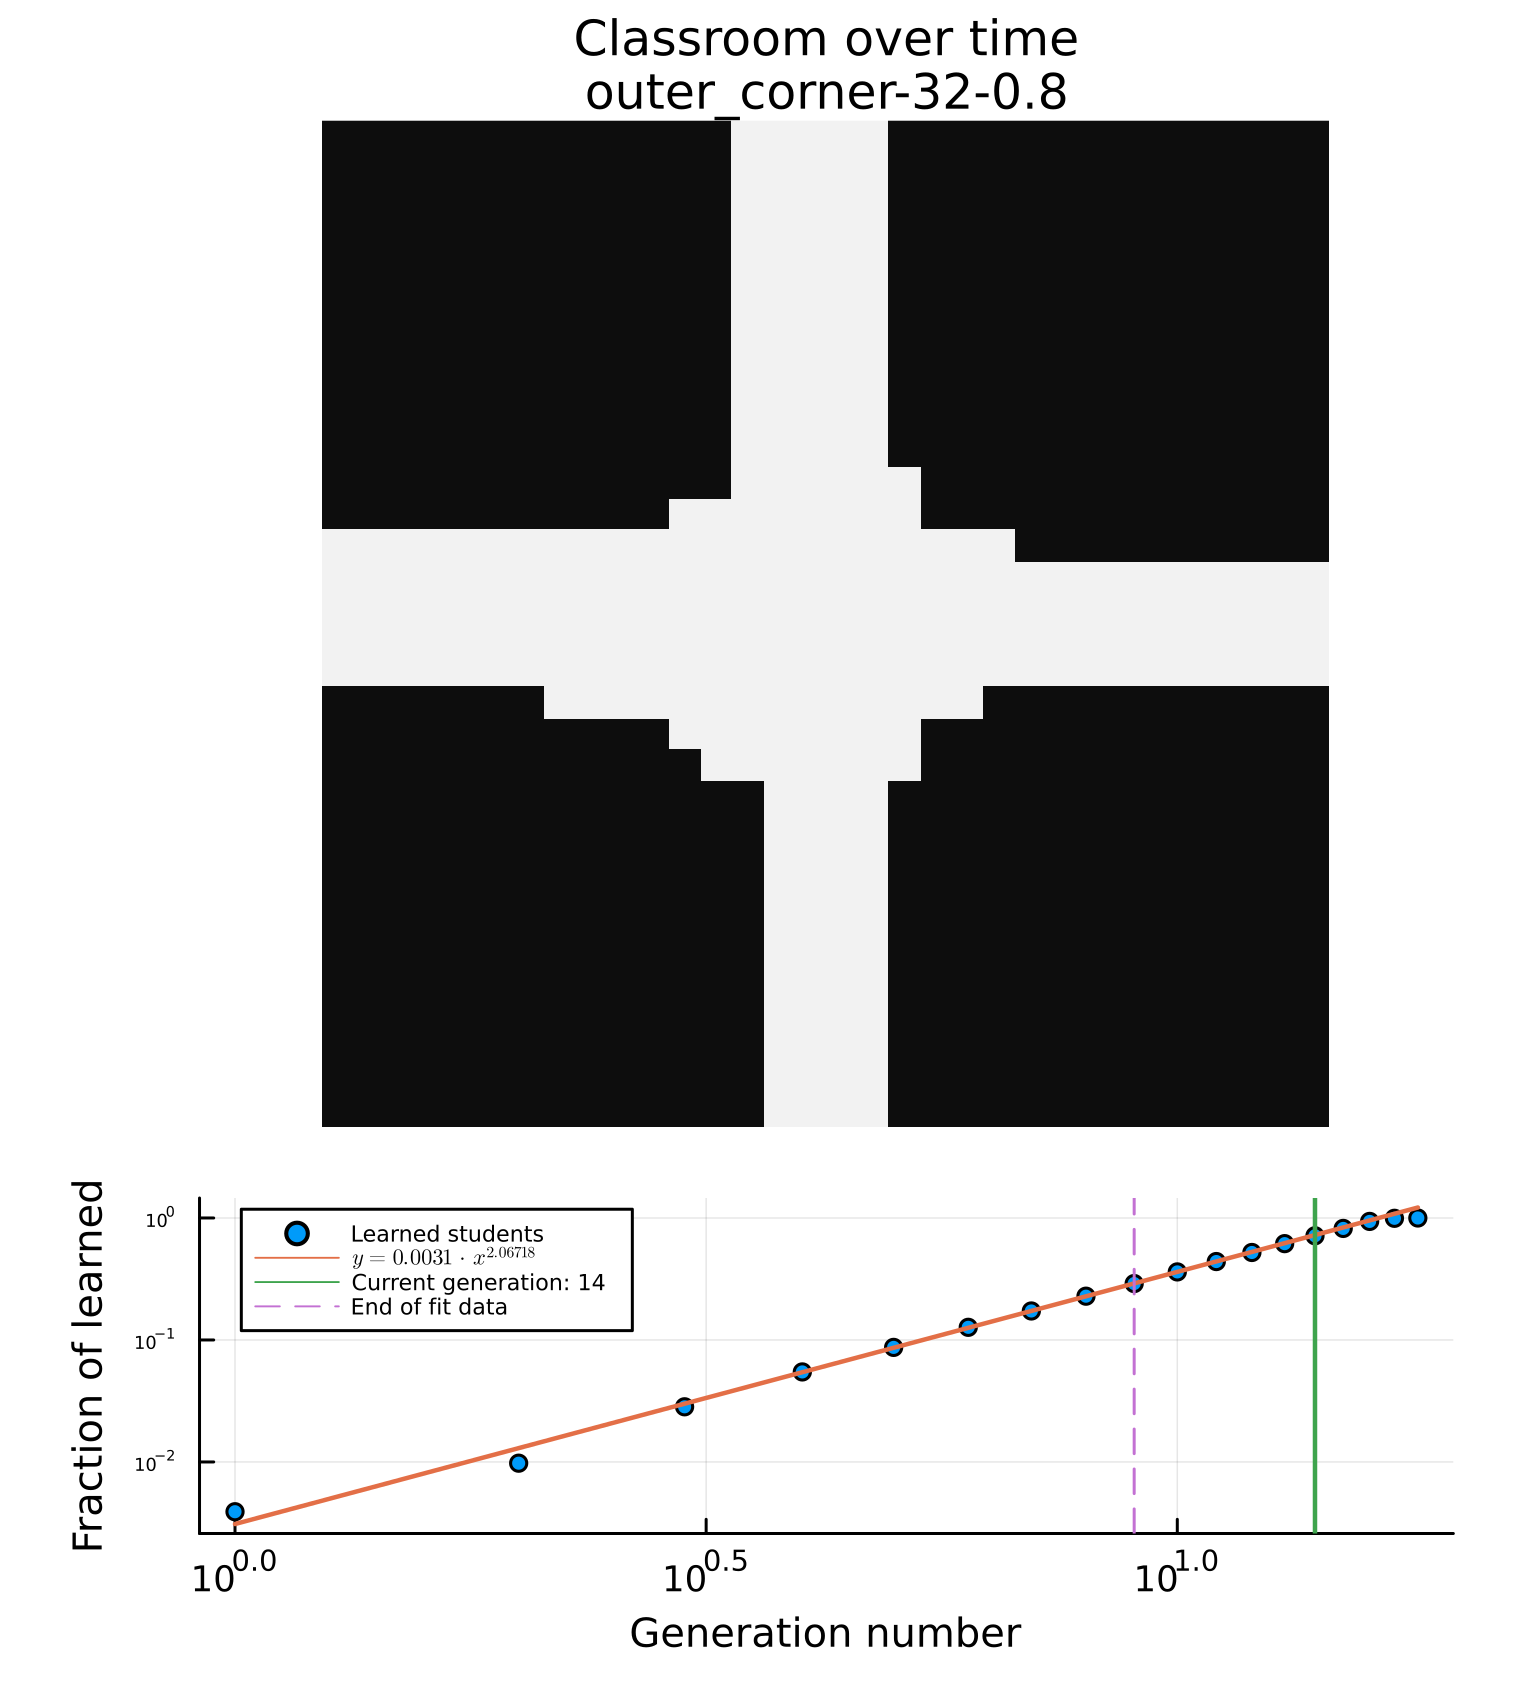 Classroom over time
outer_corner-32-0.8
Fraction of learned
10^0
10^−1
10^−2
Learned students
y = 0.0031 · x^2.06718
Current generation: 14
End of fit data
10^0.0 10^0.5 10^1.0
Generation number